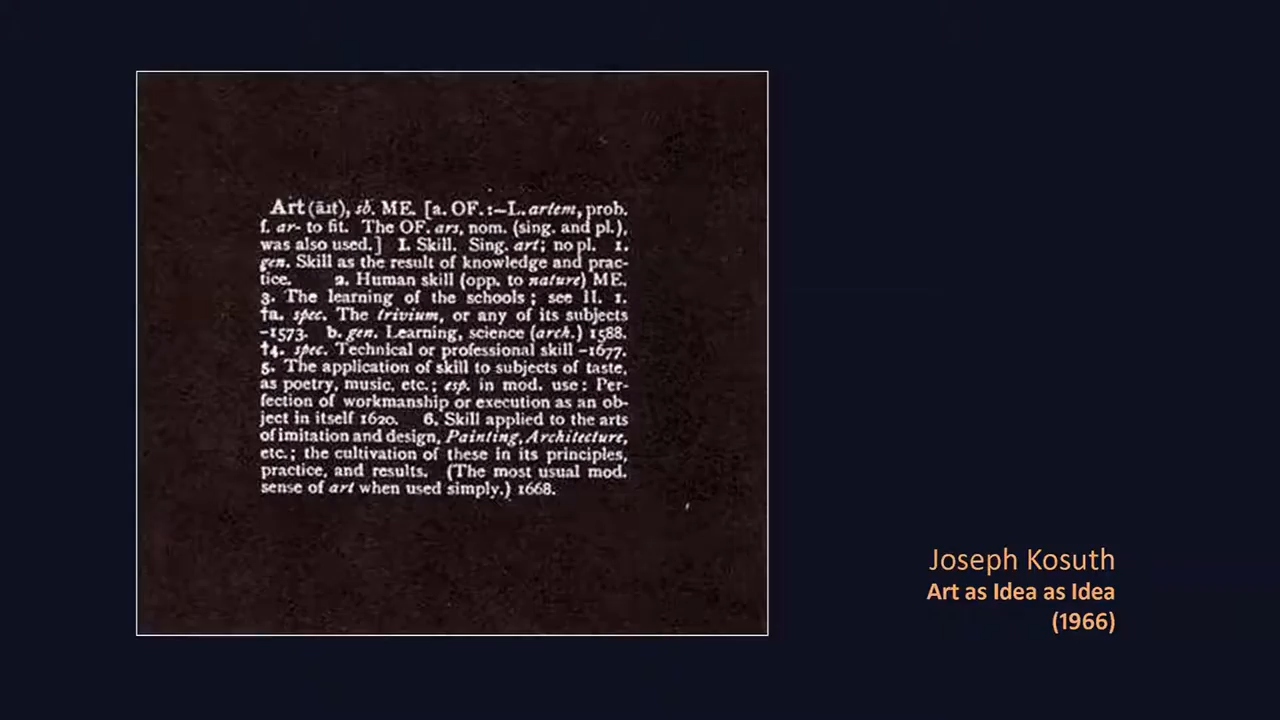 Art (āɪt), sb. ME. [a. OF. :—L. artem, prob.
f. ar- to fit. The OF. ars, nom. (sing. and pl.),
was also used.] I. Skill. Sing. art; no pl. 1.
gen. Skill as the result of knowledge and prac-
tice. 2. Human skill (opp. to nature) ME.
3. The learning of the schools; see II. 1.
†a. spec. The trivium, or any of its subjects
-1573. b. gen. Learning, science (arch.) 1588.
†4. spec. Technical or professional skill -1677.
5. The application of skill to subjects of taste,
as poetry, music, etc.; esp. in mod. use: Per-
fection of workmanship or execution as an ob-
ject in itself 1620. 6. Skill applied to the arts
of imitation and design, Painting, Architecture,
etc.; the cultivation of these in its principles,
practice, and results. (The most usual mod.
sense of art when used simply.) 1668.
Joseph Kosuth
Art as Idea as Idea
(1966)